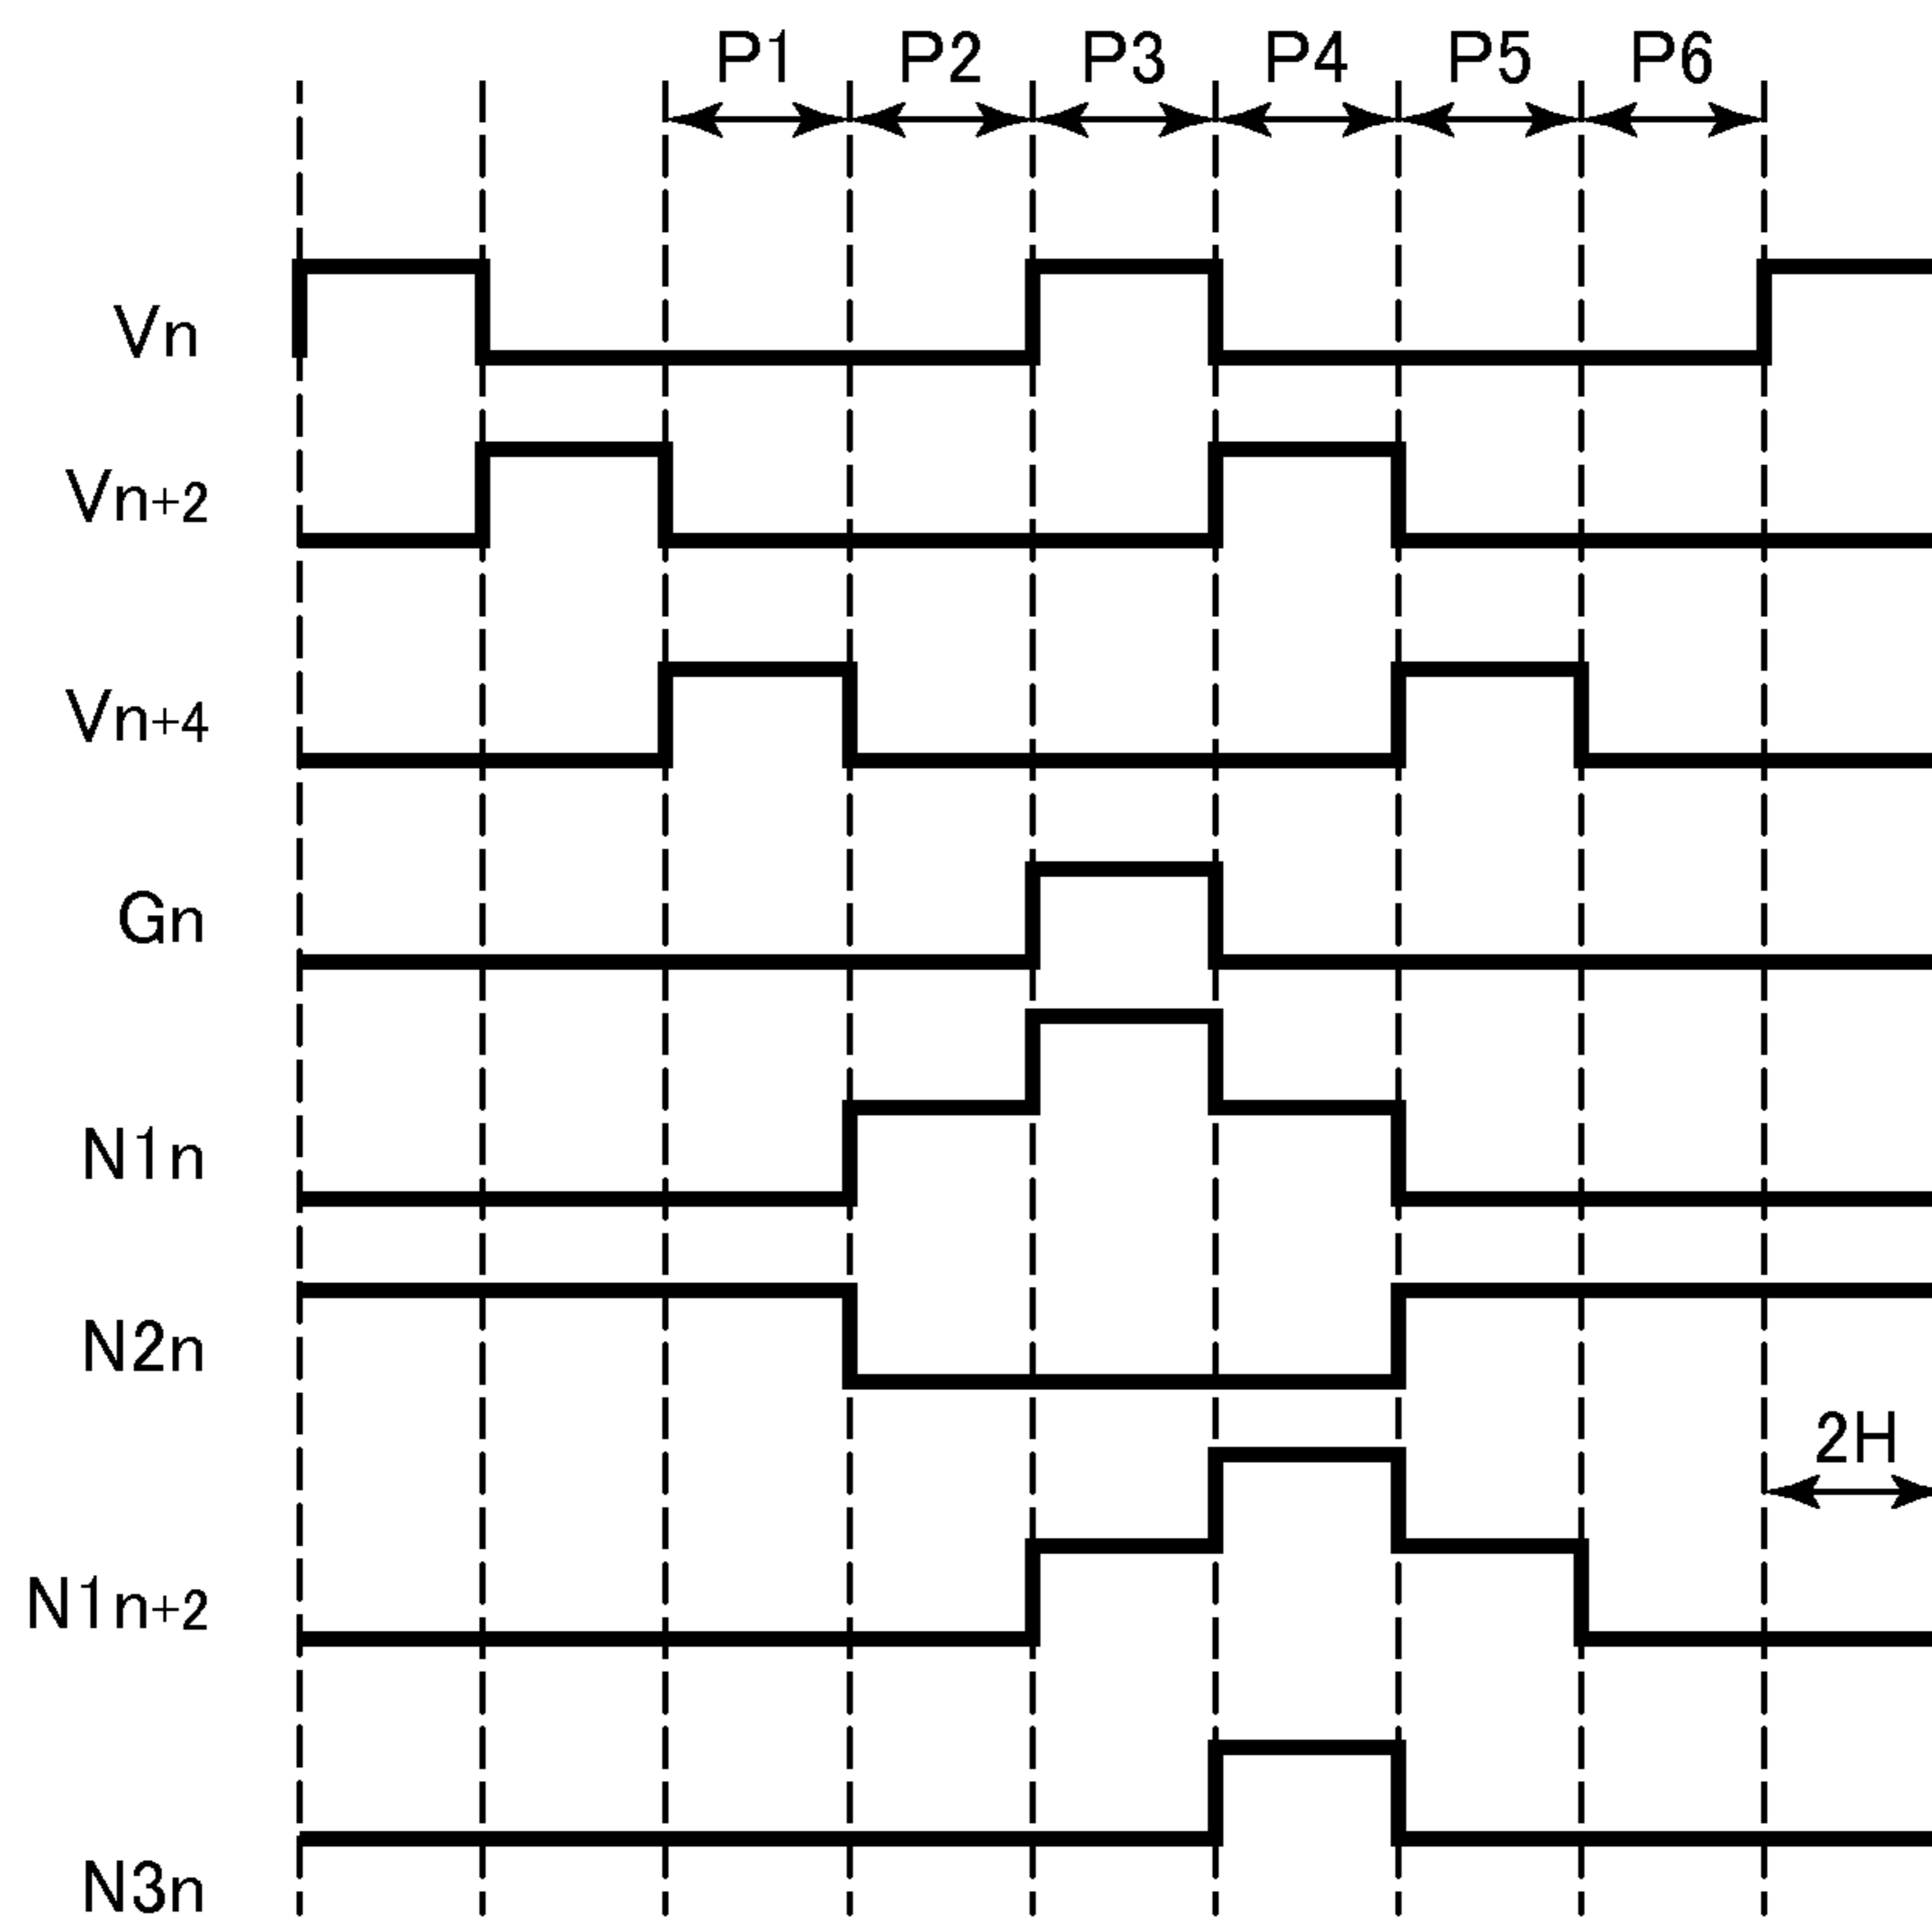 P1 P2 P3 P4 P5 P6
Vn
Vn+2
Vn+4
Gn
N1n
N2n
2H
N1n+2
N3n